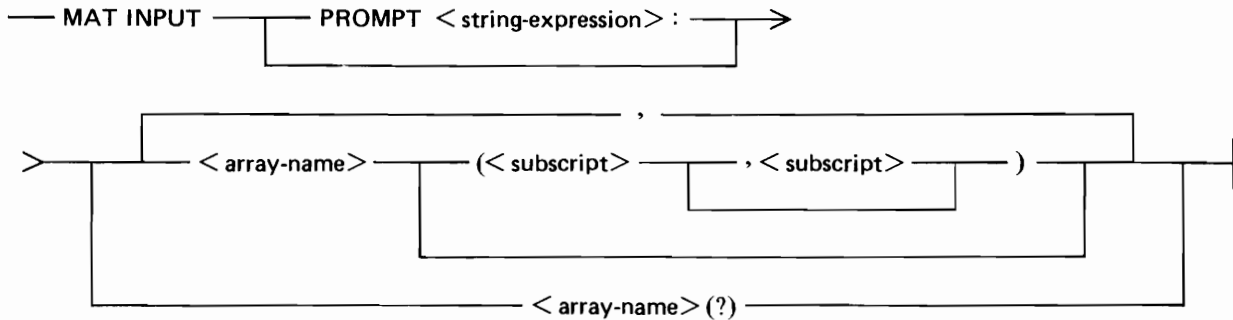 MAT INPUT PROMPT <string-expression> :
,
<array-name> (<subscript> , <subscript> )
<array-name> (?)